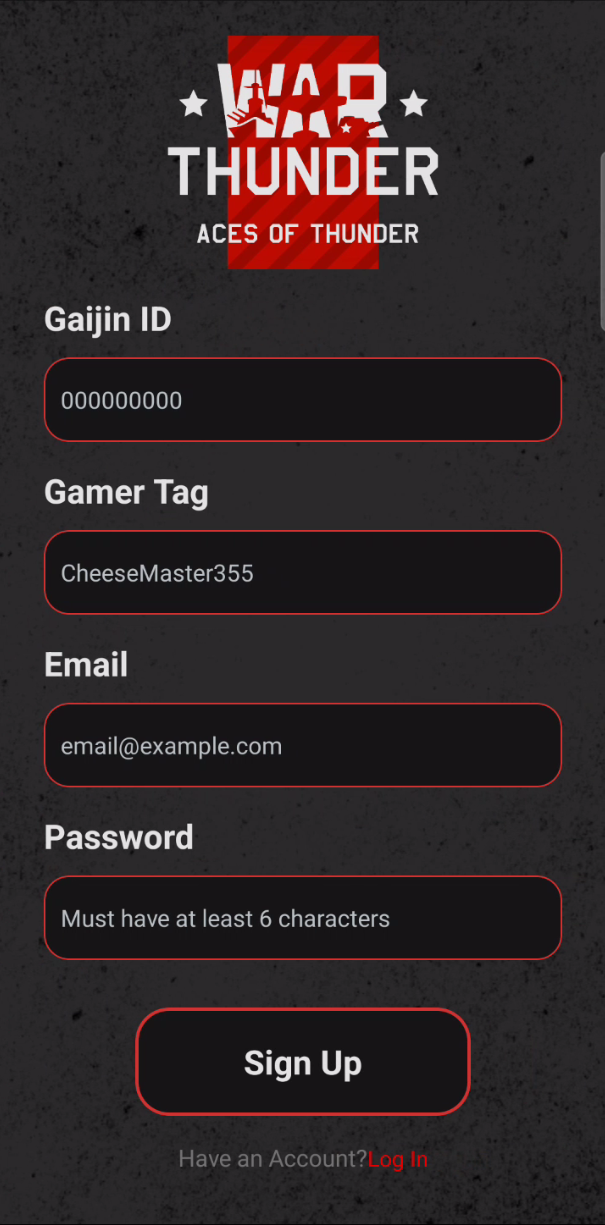 WAR
THUNDER
ACES OF THUNDER
Gaijin ID
000000000
Gamer Tag
CheeseMaster355
Email
email@example.com
Password
Must have at least 6 characters
Sign Up
Have an Account?Log In